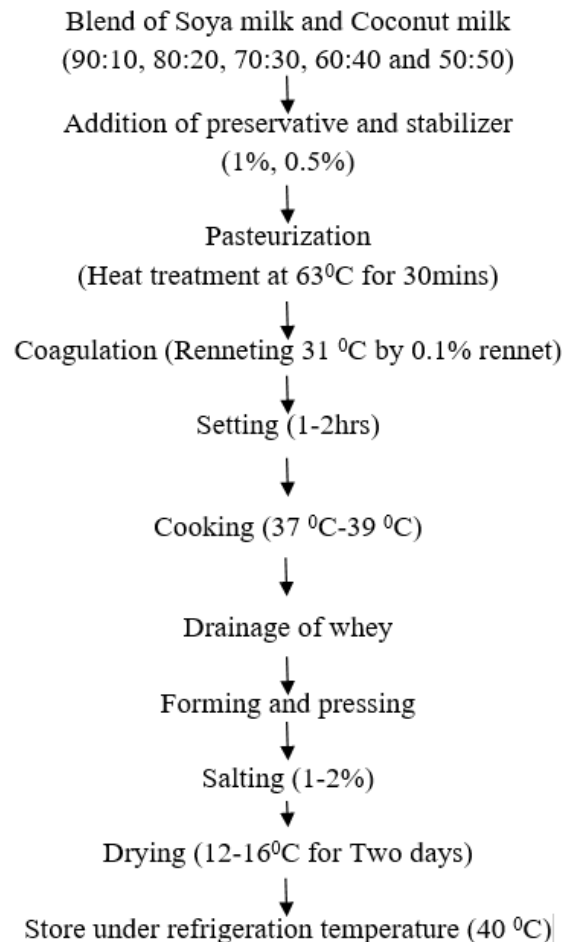 Blend of Soya milk and Coconut milk
(90:10, 80:20, 70:30, 60:40 and 50:50)
Addition of preservative and stabilizer
(1%, 0.5%)
Pasteurization
(Heat treatment at 63⁰C for 30mins)
Coagulation (Renneting 31 ⁰C by 0.1% rennet)
Setting (1-2hrs)
Cooking (37 ⁰C-39 ⁰C)
Drainage of whey
Forming and pressing
Salting (1-2%)
Drying (12-16⁰C for Two days)
Store under refrigeration temperature (40 ⁰C)